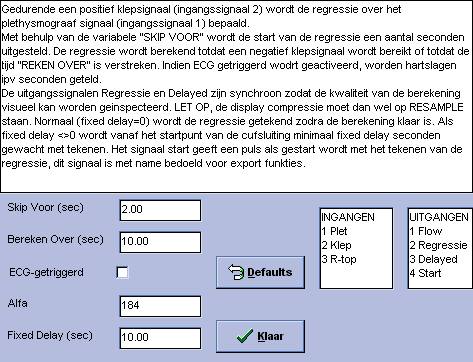 Gedurende een positief klepsignaal (ingangssignaal 2) wordt de regressie over het
plethysmograaf signaal (ingangssignaal 1) bepaald.
Met behulp van de variabele "SKIP VOOR" wordt de start van de regressie een aantal seconden
uitgesteld. De regressie wordt berekend totdat een negatief klepsignaal wordt bereikt of totdat de
tijd "REKEN OVER" is verstreken. Indien ECG getriggerd wodrt geactiveerd, worden hartslagen
ipv seconden geteld.
De uitgangssignalen Regressie en Delayed zijn synchroon zodat de kwaliteit van de berekening
visueel kan worden geinspecteerd. LET OP, de display compressie moet dan wel op RESAMPLE
staan. Normaal (fixed delay=0) wordt de regressie getekend zodra de berekening klaar is. Als
fixed delay <>0 wordt vanaf het startpunt van de cufsluiting minimaal fixed delay seconden
gewacht met tekenen. Het signaal start geeft een puls als gestart wordt met het tekenen van de
regressie, dit signaal is met name bedoeld voor export funkties.
Skip Voor (sec)
2.00
Bereken Over (sec)
10.00
ECG-getriggerd
Defaults
Alfa
184
Fixed Delay (sec)
10.00
Klaar
INGANGEN
1 Plet
2 Klep
3 R-top
UITGANGEN
1 Flow
2 Regressie
3 Delayed
4 Start